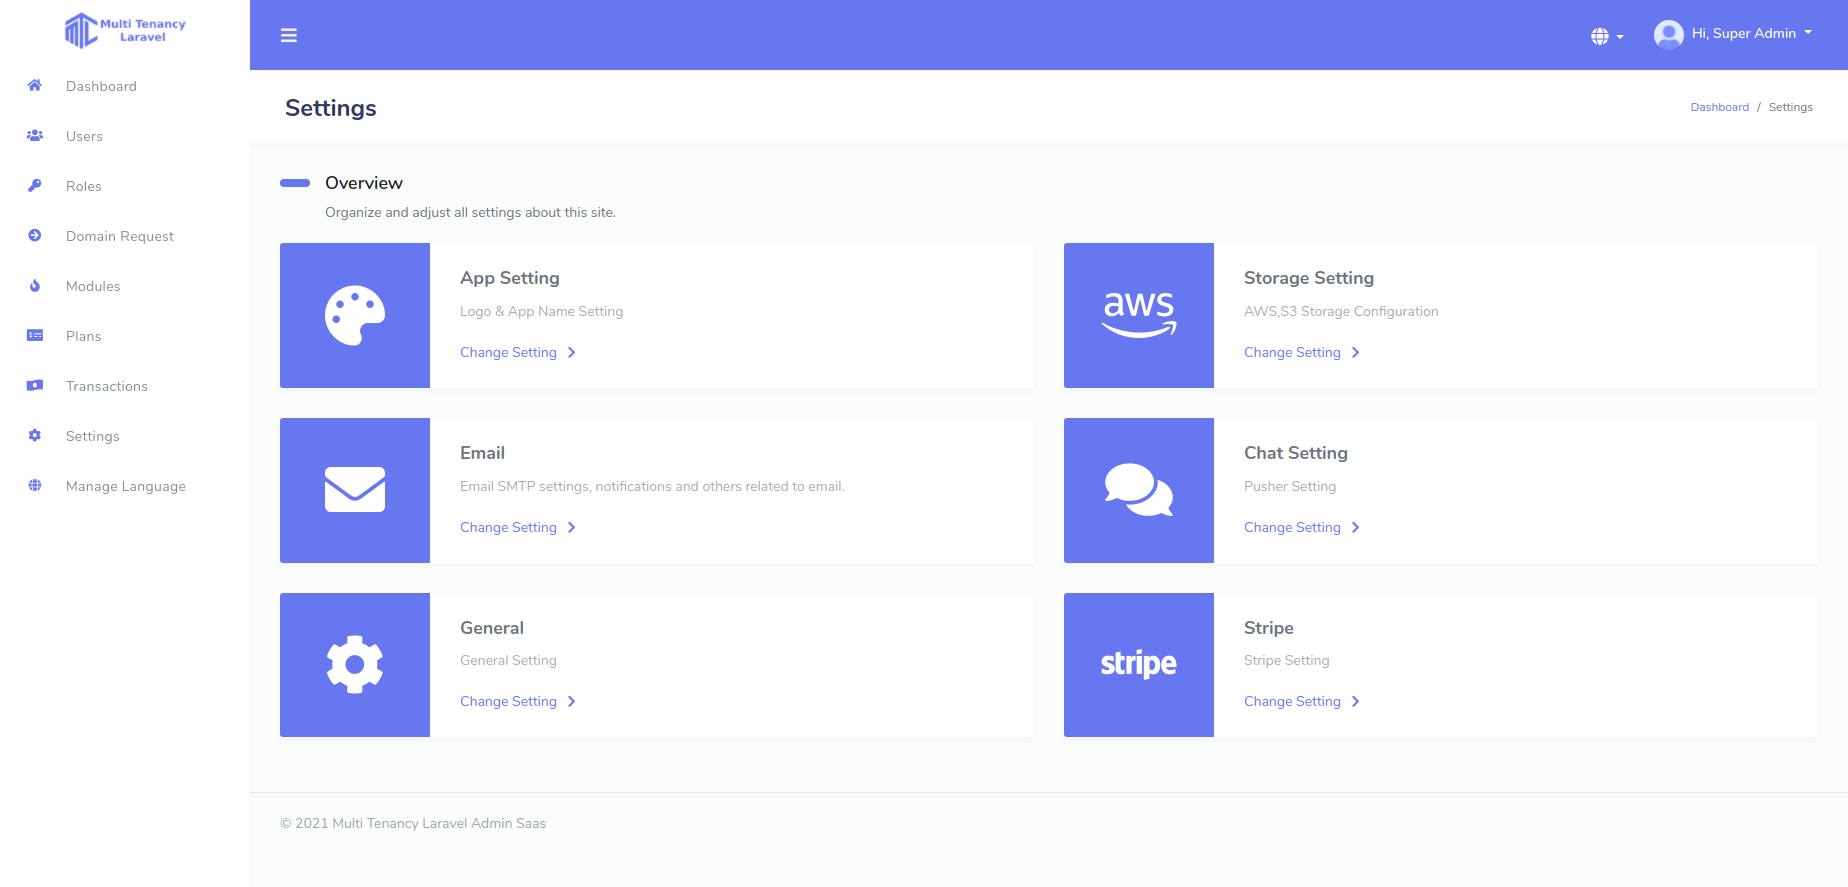 Multi Tenancy
Laravel
Dashboard
Users
Roles
Domain Request
Modules
Plans
Transactions
Settings
Manage Language
Hi, Super Admin
Settings
Dashboard / Settings
Overview
Organize and adjust all settings about this site.
App Setting
Logo & App Name Setting
Change Setting
aws
Storage Setting
AWS,S3 Storage Configuration
Change Setting
Email
Email SMTP settings, notifications and others related to email.
Change Setting
Chat Setting
Pusher Setting
Change Setting
General
General Setting
Change Setting
stripe
Stripe
Stripe Setting
Change Setting
© 2021 Multi Tenancy Laravel Admin Saas